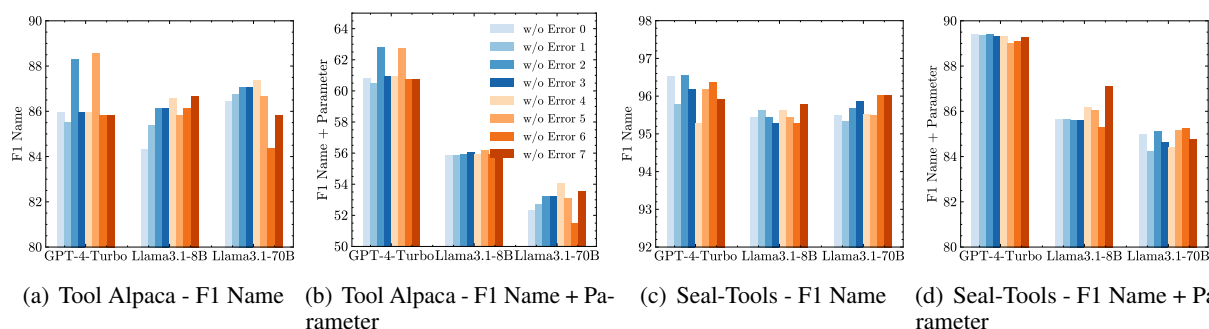 90
88
86
84
82
80
F1 Name
GPT-4-Turbo Llama3.1-8B Llama3.1-70B
(a) Tool Alpaca - F1 Name
64
62
60
58
56
54
52
50
F1 Name + Parameter
w/o Error 0
w/o Error 1
w/o Error 2
w/o Error 3
w/o Error 4
w/o Error 5
w/o Error 6
w/o Error 7
GPT-4-Turbo Llama3.1-8B Llama3.1-70B
(b) Tool Alpaca - F1 Name + Pa-
rameter
98
97
96
95
94
93
92
F1 Name
GPT-4-Turbo Llama3.1-8B Llama3.1-70B
(c) Seal-Tools - F1 Name
90
88
86
84
82
80
F1 Name + Parameter
GPT-4-Turbo Llama3.1-8B Llama3.1-70B
(d) Seal-Tools - F1 Name + Pa
rameter